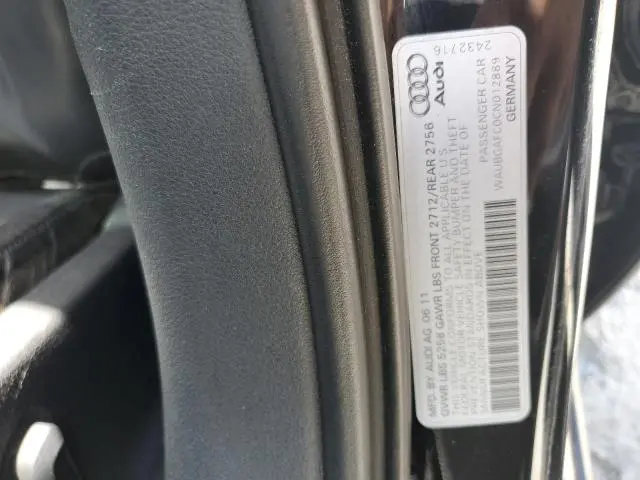 MFD. BY AUDI AG 06 11
GVWR LBS 5258 GAWR LBS FRONT 2712/REAR 2756
THIS VEHICLE CONFORMS TO ALL APPLICABLE U S
FEDERAL MOTOR VEHICLE SAFETY BUMPER AND THEFT
PREVENTION STANDARDS IN EFFECT ON THE DATE OF
MANUFACTURE SHOWN ABOVE
PASSENGER CAR
WAUBGAFC0CN012889
GERMANY
Audi
2432716